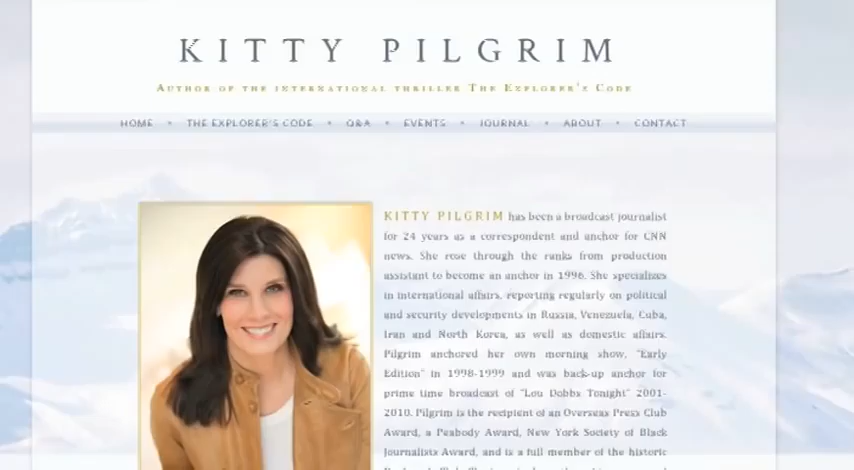 KITTY PILGRIM
AUTHOR OF THE INTERNATIONAL THRILLER THE EXPLORER'S CODE
HOME • THE EXPLORER'S CODE • Q&A • EVENTS • JOURNAL • ABOUT • CONTACT
KITTY PILGRIM has been a broadcast journalist
for 24 years as a correspondent and anchor for CNN
news. She rose through the ranks from production
assistant to become an anchor in 1996. She specializes
in international affairs, reporting regularly on political
and security developments in Russia, Venezuela, Cuba,
Iran and North Korea, as well as domestic affairs.
Pilgrim anchored her own morning show, "Early
Edition" in 1998-1999 and was back-up anchor for
prime time broadcast of "Lou Dobbs Tonight" 2001-
2010. Pilgrim is the recipient of an Overseas Press Club
Award, a Peabody Award, New York Society of Black
Journalists Award, and is a full member of the historic